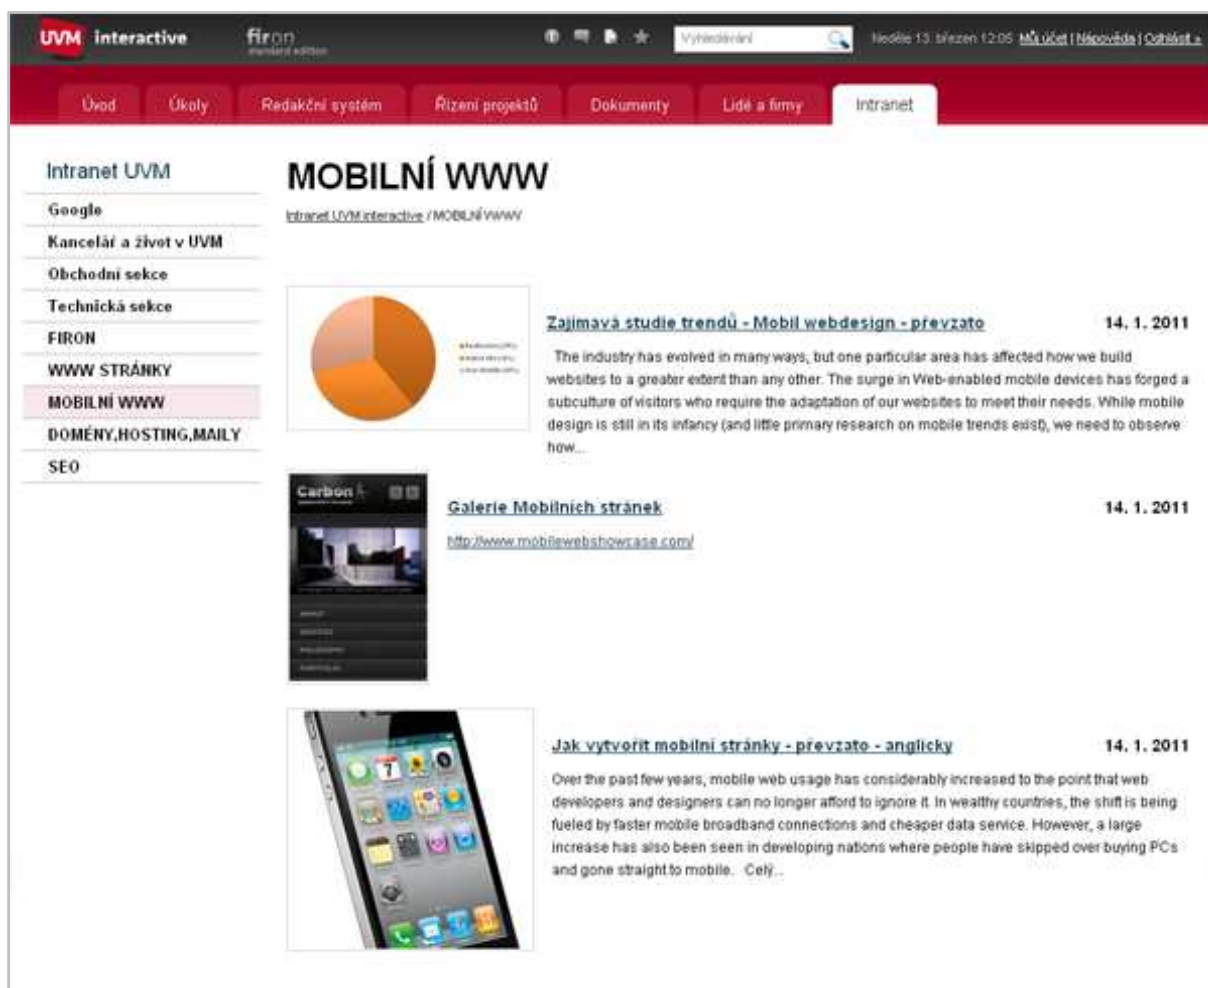 UVM interactive
firon
standard edition
Vyhledávání
Neděle 13. březen 12:05 Můj účet | Nápověda | Odhlásit »
Úvod
Úkoly
Redakční systém
Řízení projektů
Dokumenty
Lidé a firmy
Intranet
Intranet UVM
Google
Kancelář a život v UVM
Obchodní sekce
Technická sekce
FIRON
WWW STRÁNKY
MOBILNÍ WWW
DOMÉNY,HOSTING,MAILY
SEO
MOBILNÍ WWW
Intranet UVM interactive / MOBILNÍ WWW
Zajímavá studie trendů - Mobil webdesign - převzato 14. 1. 2011
The industry has evolved in many ways, but one particular area has affected how we build
websites to a greater extent than any other. The surge in Web-enabled mobile devices has forged a
subculture of visitors who require the adaptation of our websites to meet their needs. While mobile
design is still in its infancy (and little primary research on mobile trends exist), we need to observe
how...
Carbon
Galerie Mobilních stránek 14. 1. 2011
http://www.mobilewebshowcase.com/
Jak vytvořit mobilní stránky - převzato - anglicky 14. 1. 2011
Over the past few years, mobile web usage has considerably increased to the point that web
developers and designers can no longer afford to ignore it. In wealthy countries, the shift is being
fueled by faster mobile broadband connections and cheaper data service. However, a large
increase has also been seen in developing nations where people have skipped over buying PCs
and gone straight to mobile. Celý...
7